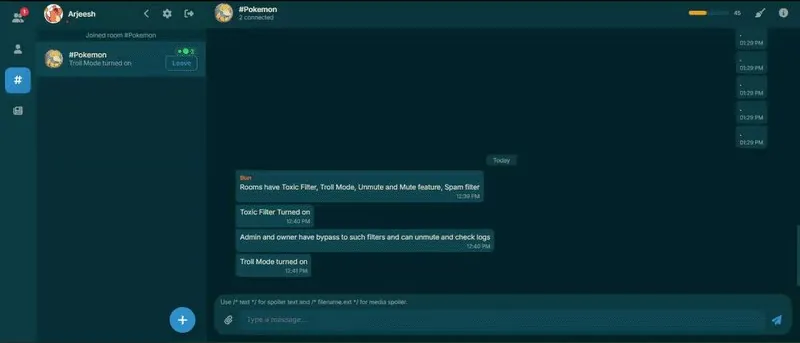 1
Arjeesh
Joined room #Pokemon
#Pokemon
Troll Mode turned on
Leave
#
+
#Pokemon
2 connected
45
.
01:29 PM
.
01:29 PM
.
01:29 PM
.
01:29 PM
.
01:29 PM
Today
Rooms have Toxic Filter, Troll Mode, Unmute and Mute feature, Spam filter
12:39 PM
Toxic Filter Turned on
12:40 PM
Admin and owner have bypass to such filters and can unmute and check logs
12:40 PM
Troll Mode turned on
12:41 PM
Use /* text */ for spoiler text and /* filename.ext */ for media spoiler.
Type a message...